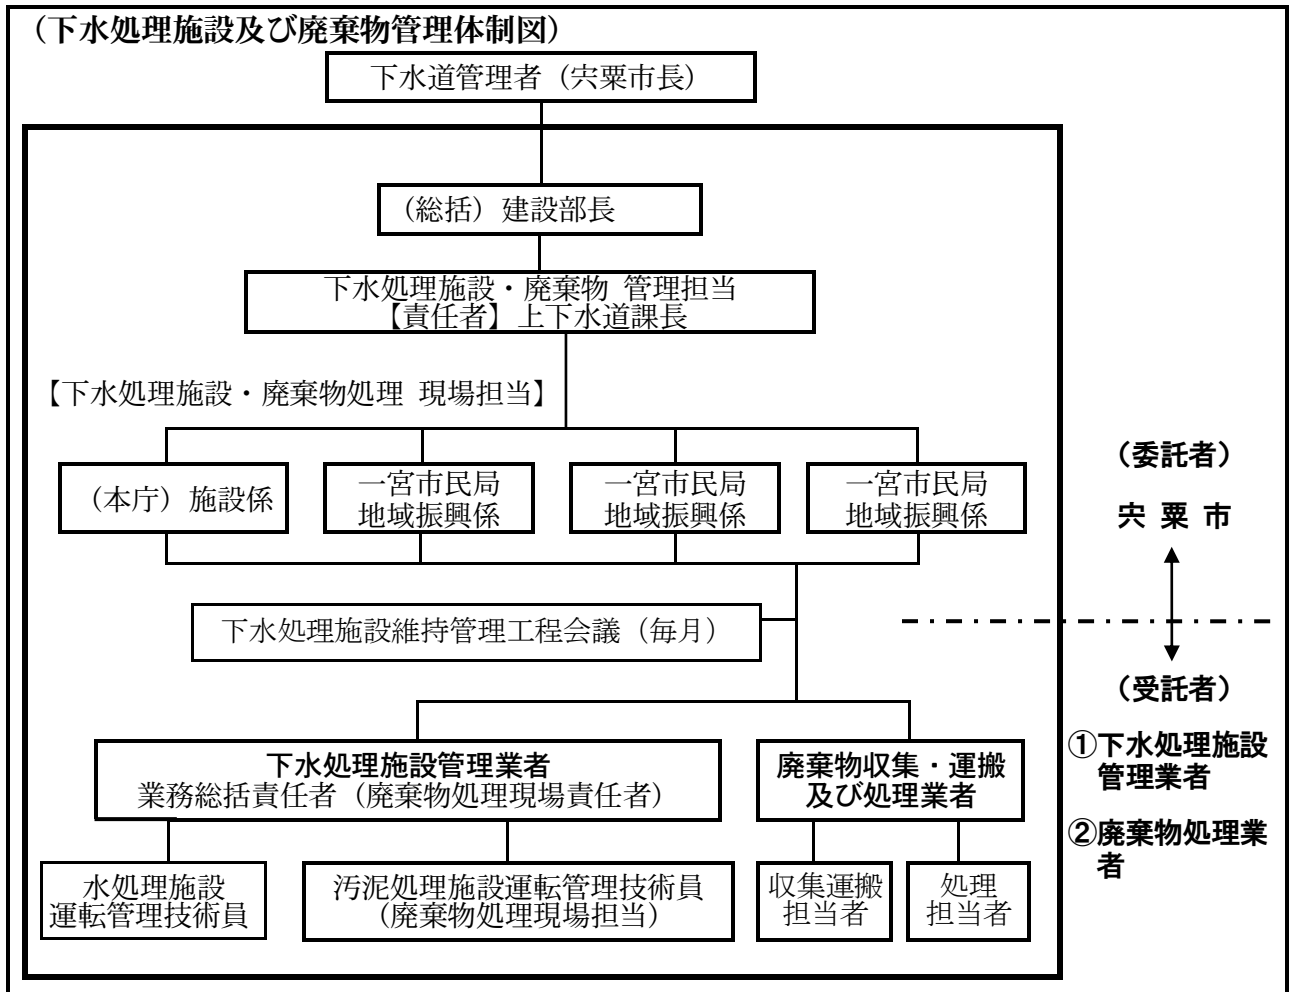 （下水処理施設及び廃棄物管理体制図）
下水道管理者（宍粟市長）
（総括）建設部長
下水処理施設・廃棄物 管理担当
【責任者】上下水道課長
【下水処理施設・廃棄物処理 現場担当】
（本庁）施設係
一宮市民局
地域振興係
一宮市民局
地域振興係
一宮市民局
地域振興係
（委託者）
宍 粟 市
下水処理施設維持管理工程会議（毎月）
（受託者）
①下水処理施設
管理業者
②廃棄物処理業
者
下水処理施設管理業者
業務総括責任者（廃棄物処理現場責任者）
廃棄物収集・運搬
及び処理業者
水処理施設
運転管理技術員
汚泥処理施設運転管理技術員
（廃棄物処理現場担当）
収集運搬
担当者
処理
担当者